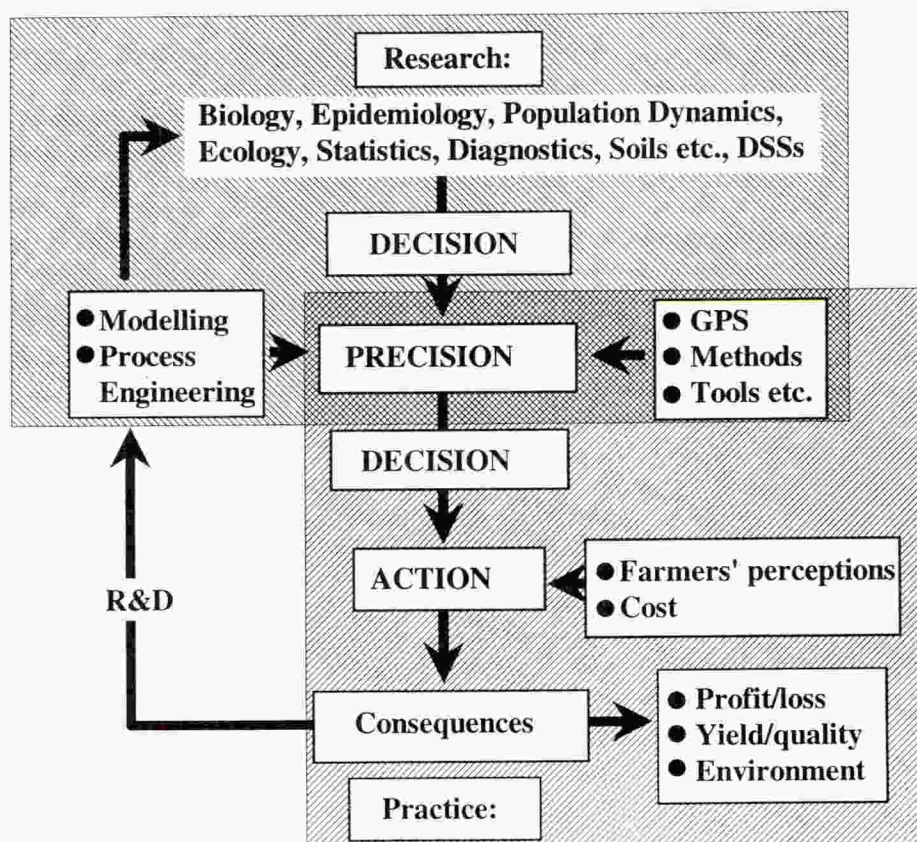 Research:
Biology, Epidemiology, Population Dynamics,
Ecology, Statistics, Diagnostics, Soils etc., DSSs
DECISION
● Modelling
● Process
Engineering
PRECISION
● GPS
● Methods
● Tools etc.
DECISION
ACTION
● Farmers' perceptions
● Cost
R&D
Consequences
● Profit/loss
● Yield/quality
● Environment
Practice: